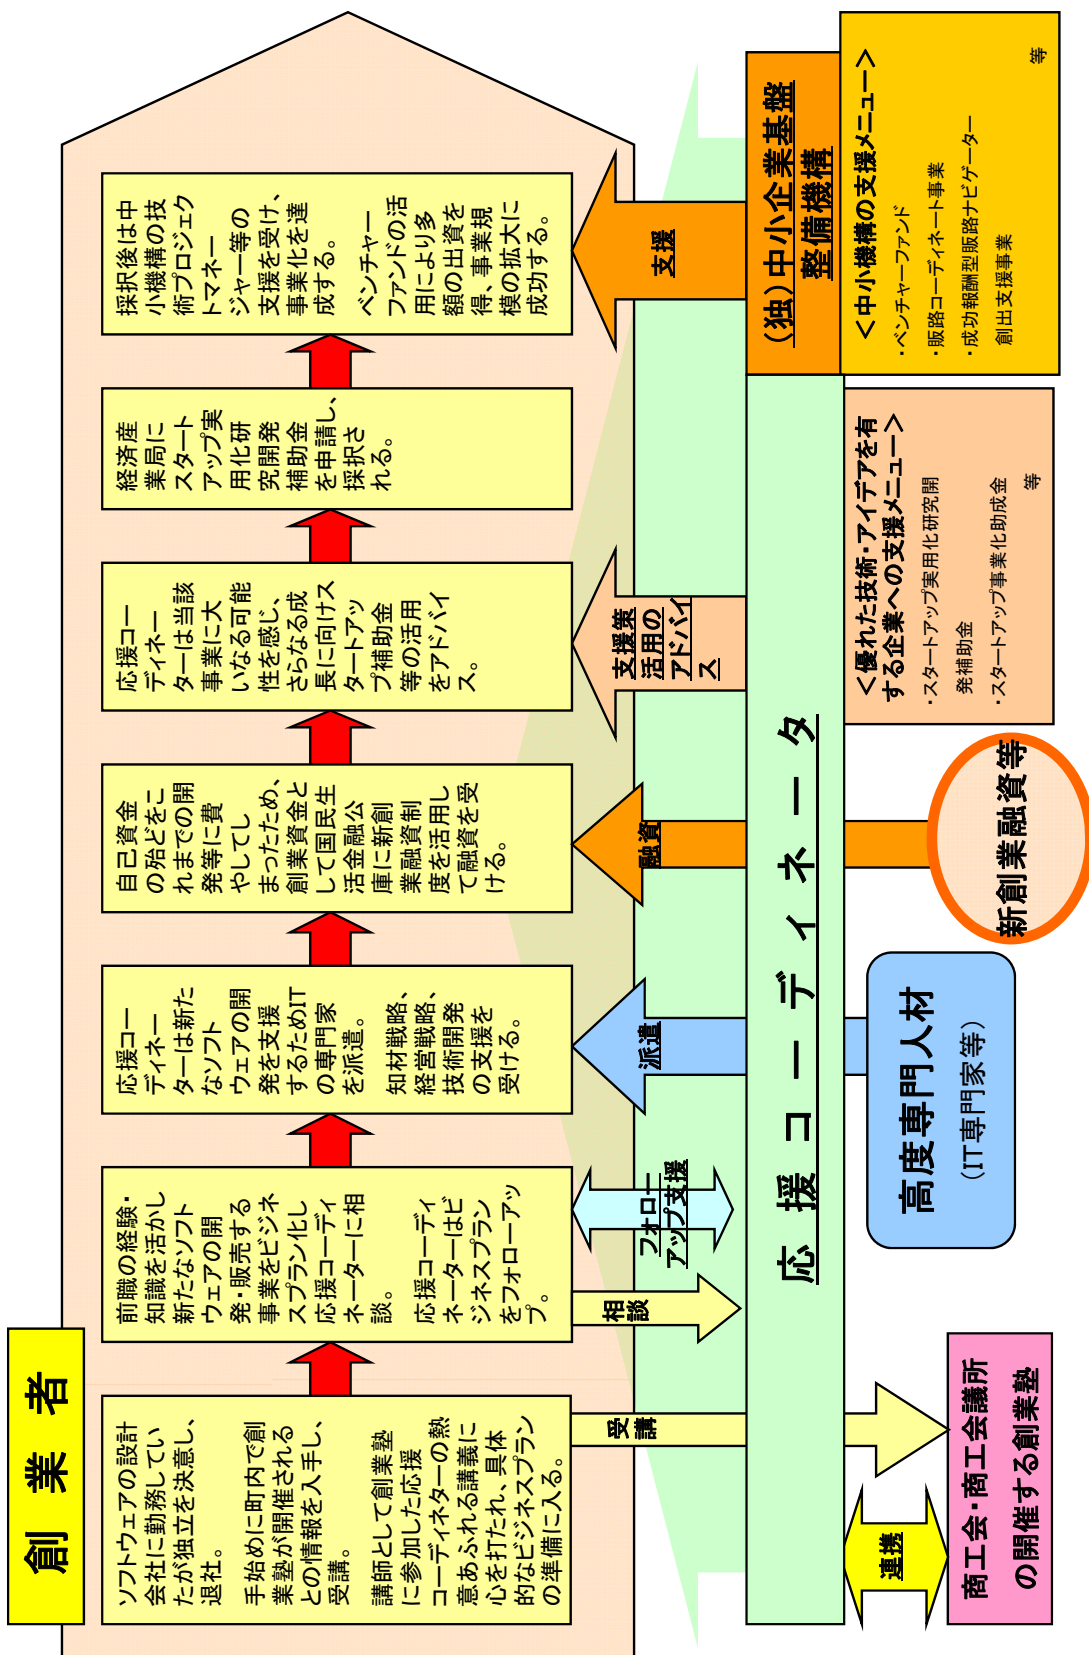 創業者
ソフトウェアの設計
会社に勤務してい
たが独立を決意し、
退社。
手始めに町内で創
業塾が開催される
との情報を入手し、
受講。
講師として創業塾
に参加した応援
コーディネターの熱
意あふれる講義に
心を打たれ、具体
的なビジネスプラン
の準備に入る。
前職の経験・
知識を活かし
新たなソフト
ウェアの開
発・販売する
事業をビジネ
スプラン化し
応援コーディ
ネーターに相
談。
応援コーディ
ネーターはビ
ジネスプラン
をフォローアッ
プ。
応援コー
ディネー
ターは新た
なソフト
ウェアの開
発を支援
するためIT
の専門家
を派遣。
知材戦略、
経営戦略、
技術開発
の支援を
受ける。
自己資金
の殆どをこ
れまでの開
発等に費
やしてし
まったため、
創業資金と
して国民生
活金融公
庫に新創
業融資制
度を活用し
て融資を受
ける。
応援コー
ディネー
ターは当該
事業に大
いなる可能
性を感じ、
さらなる成
長に向けス
タートアッ
プ補助金
等の活用
をアドバイ
ス。
経済産
業局に
スタート
アップ実
用化研
究開発
補助金
を申請し、
採択さ
れる。
採択後は中
小機構の技
術プロジェク
トマネー
ジャー等の
支援を受け、
事業化を達
成する。
ベンチャー
ファンドの活
用により多
額の出資を
得、事業規
模の拡大に
成功する。
受講
相談
フォロー
アップ支援
派遣
融資
支援策
活用の
アドバイ
ス
支援
応援コーディネータ
(独)中小企業基盤
整備機構
連携
商工会・商工会議所
の開催する創業塾
高度専門人材
(IT専門家等)
新創業融資等
＜優れた技術・アイデアを有
する企業への支援メニュー＞
・スタートアップ実用化研究開
発補助金
・スタートアップ事業化助成金
等
＜中小機構の支援メニュー＞
・ベンチャーファンド
・販路コーディネート事業
・成功報酬型販路ナビゲーター
創出支援事業
等